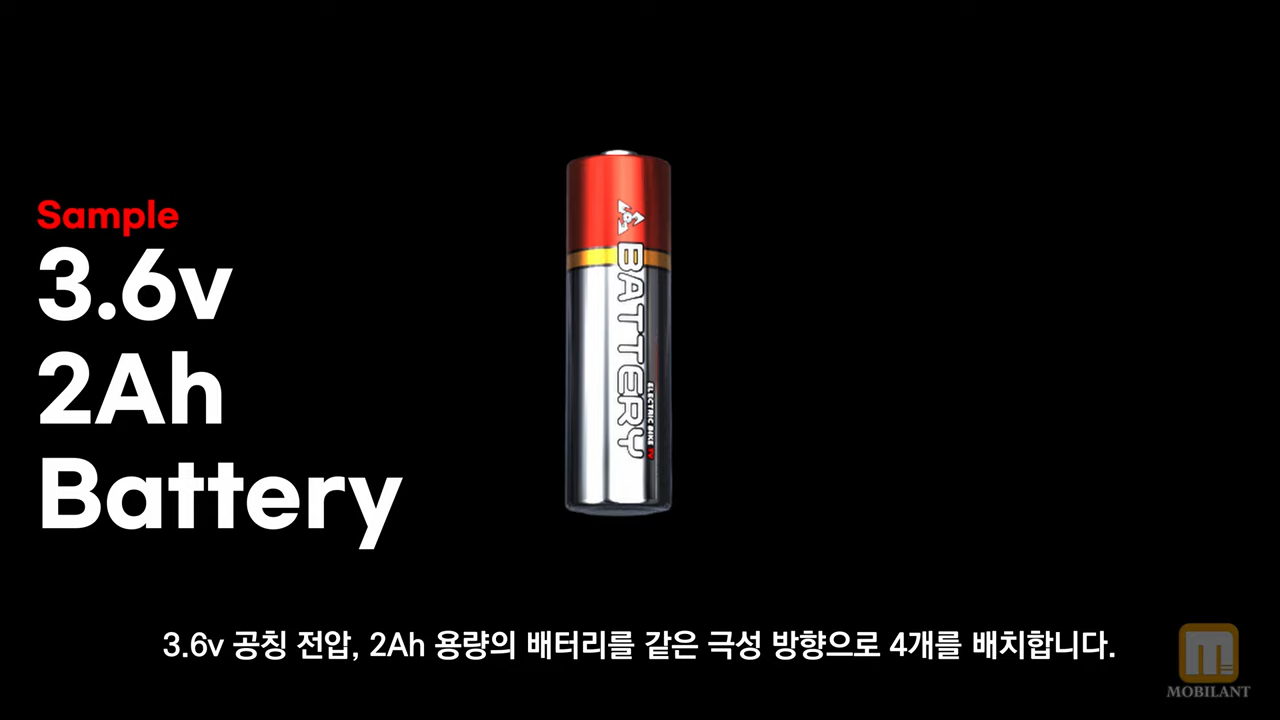 Sample
3.6v
2Ah
Battery
BATTERY
ELECTRIC BIKE
3.6v 공칭 전압, 2Ah 용량의 배터리를 같은 극성 방향으로 4개를 배치합니다.
MOBILANT